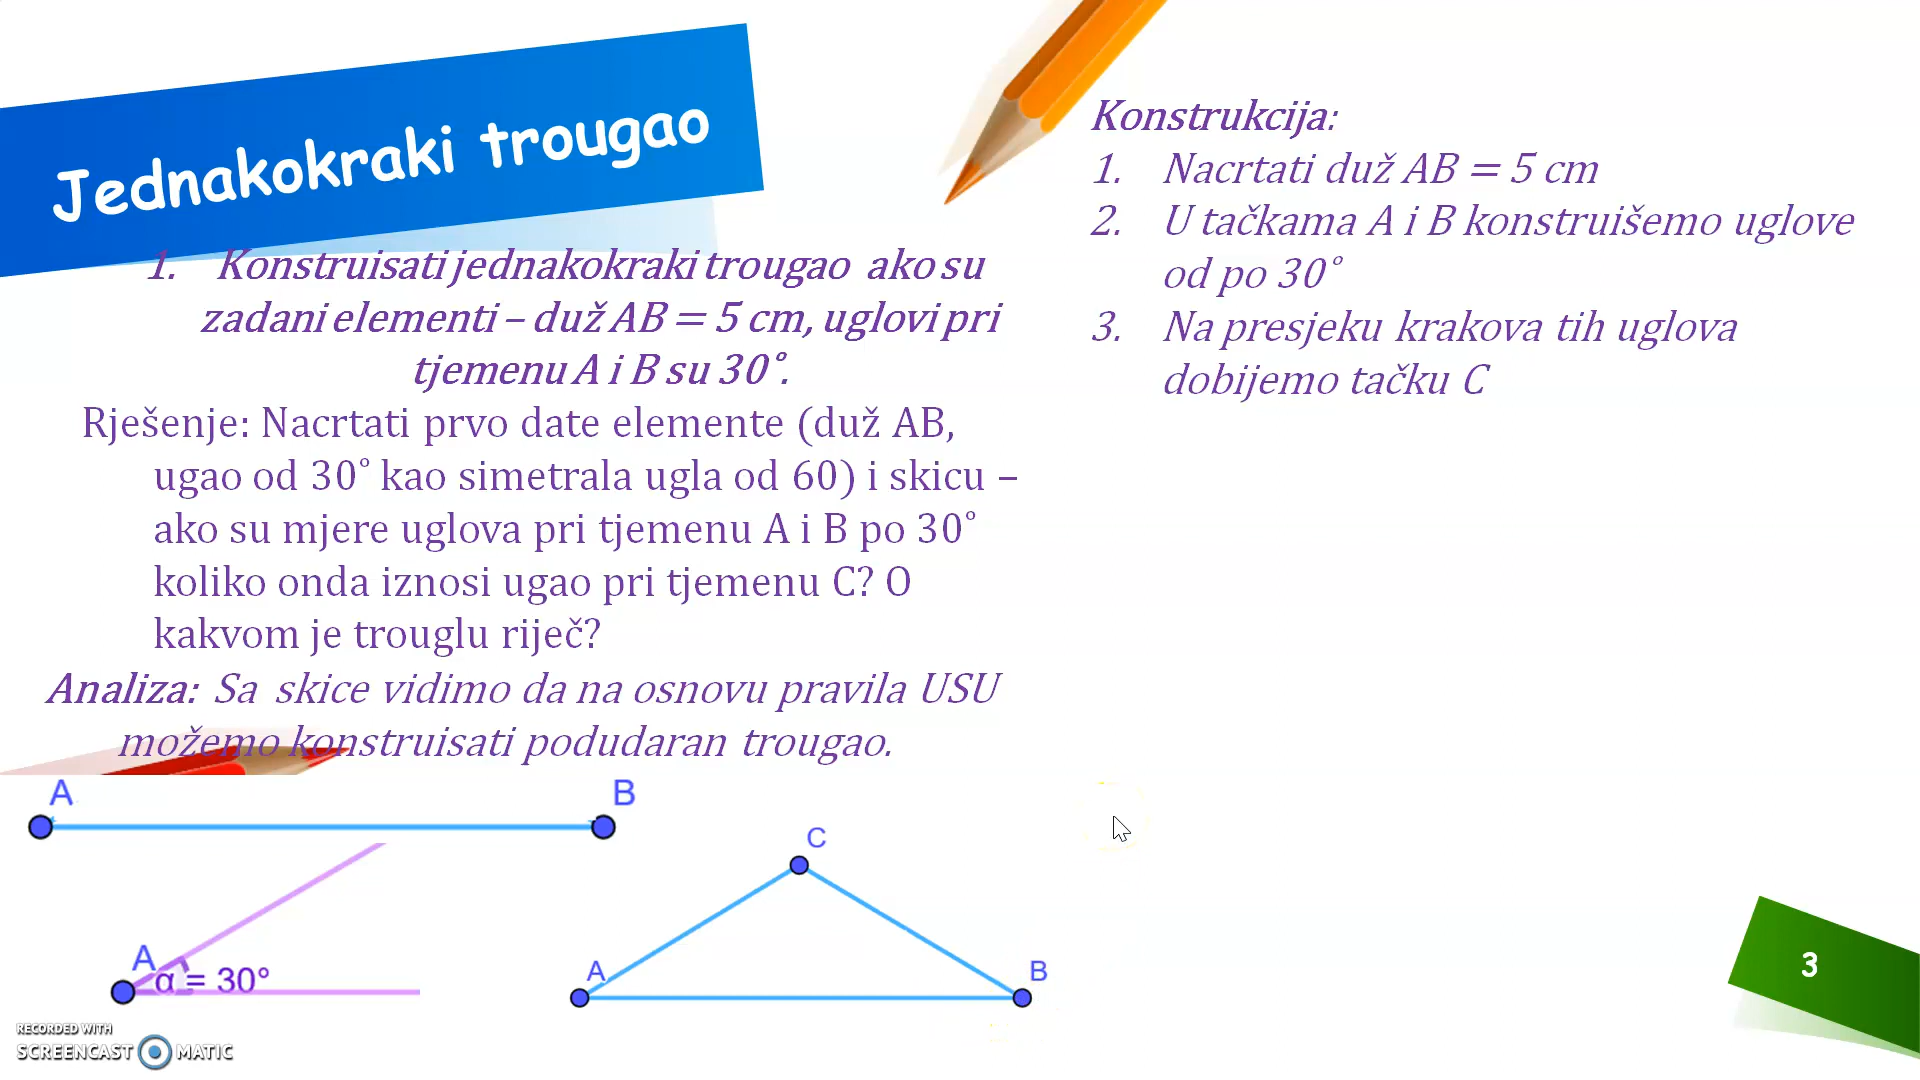 Jednakokraki trougao
1. Konstruisati jednakokraki trougao ako su
zadani elementi – duž AB = 5 cm, uglovi pri
tjemenu A i B su 30˚.
Rješenje: Nacrtati prvo date elemente (duž AB,
ugao od 30˚ kao simetrala ugla od 60) i skicu –
ako su mjere uglova pri tjemenu A i B po 30˚
koliko onda iznosi ugao pri tjemenu C? O
kakvom je trouglu riječ?
Analiza: Sa skice vidimo da na osnovu pravila USU
možemo konstruisati podudaran trougao.
A B
A
α = 30°
C
A B
Konstrukcija:
1. Nacrtati duž AB = 5 cm
2. U tačkama A i B konstruišemo uglove
od po 30˚
3. Na presjeku krakova tih uglova
dobijemo tačku C
3
RECORDED WITH
SCREENCAST MATIC